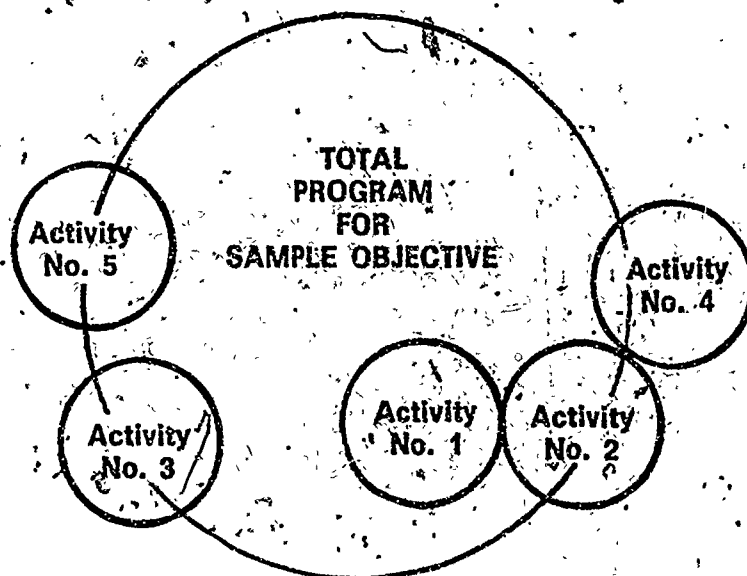 TOTAL
PROGRAM
FOR
SAMPLE OBJECTIVE
Activity
No. 5
Activity
No. 4
Activity
No. 1
Activity
No. 2
Activity
No. 3